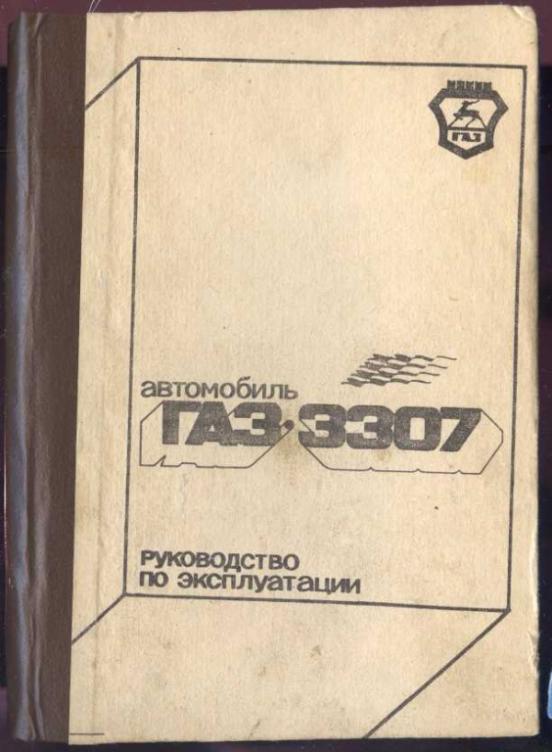 ГАЗ
автомобиль
ГАЗ-3307
РУКОВОДСТВО
ПО ЭКСПЛУАТАЦИИ